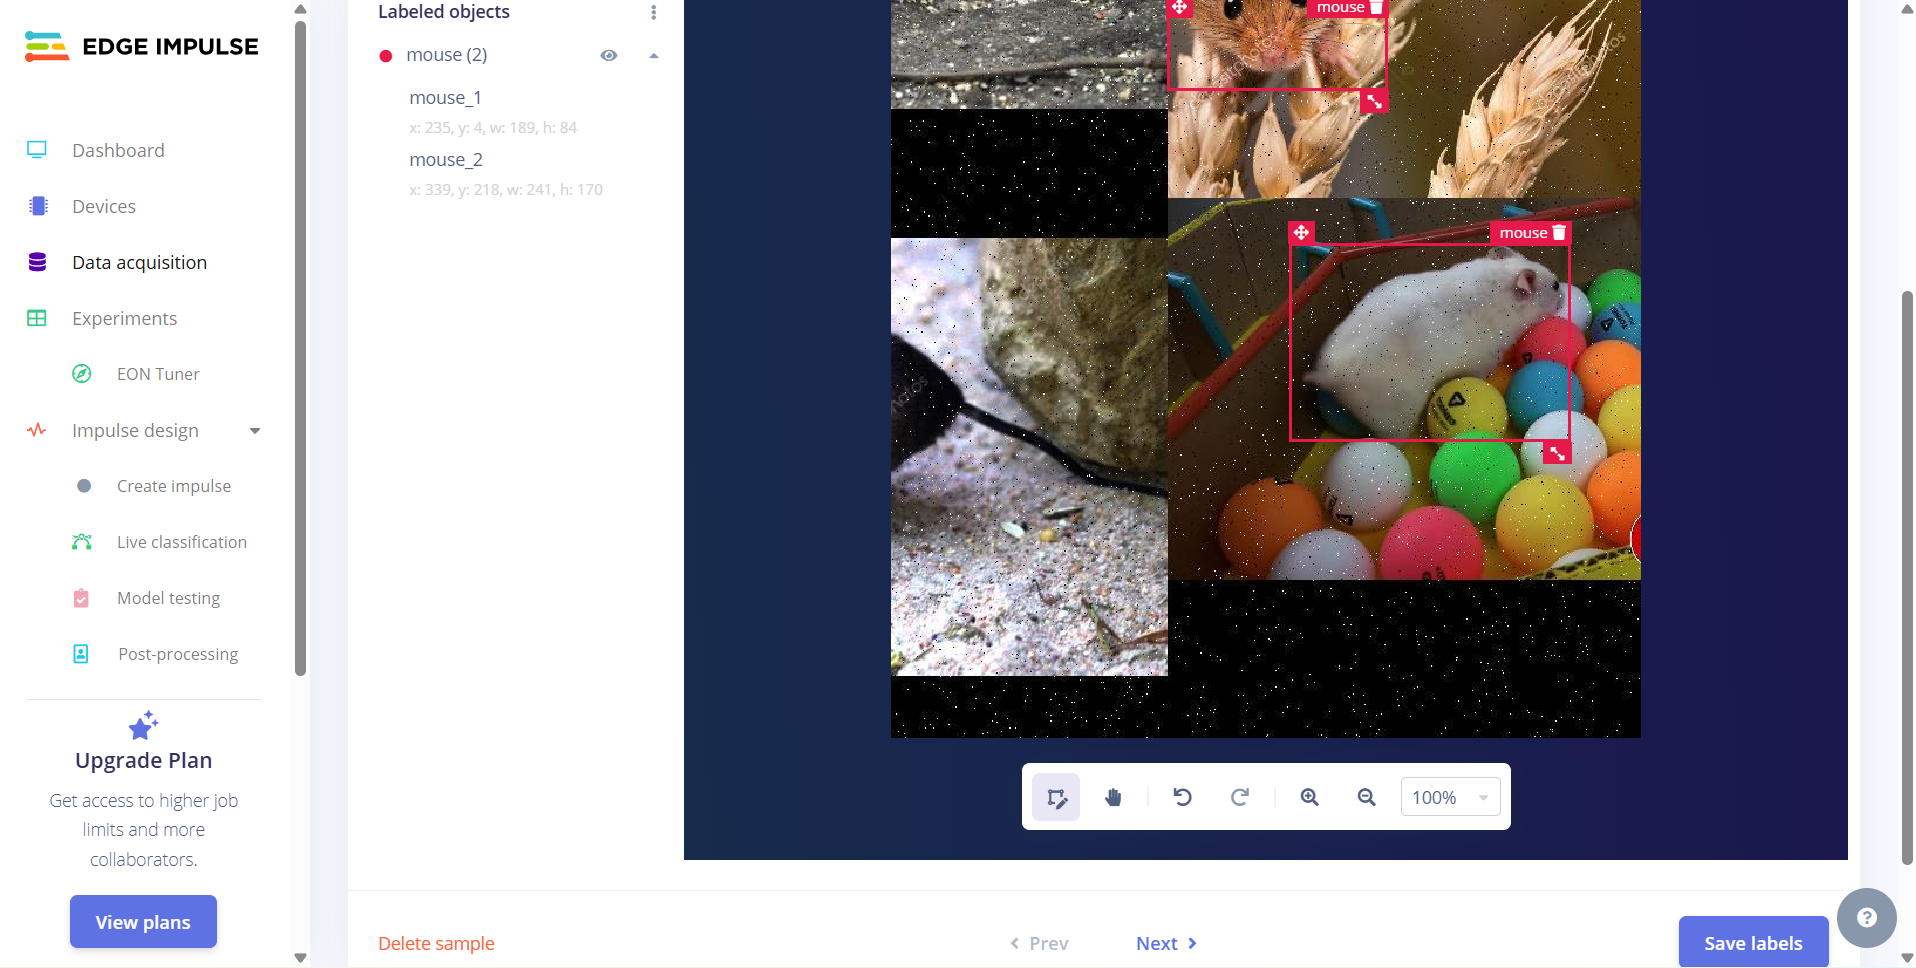 EDGE IMPULSE
Dashboard
Devices
Data acquisition
Experiments
EON Tuner
Impulse design
Create impulse
Live classification
Model testing
Post-processing
Upgrade Plan
Get access to higher job
limits and more
collaborators.
View plans
Labeled objects
mouse (2)
mouse_1
x: 235, y: 4, w: 189, h: 84
mouse_2
x: 339, y: 218, w: 241, h: 170
mouse
mouse
100%
Delete sample
Prev
Next
Save labels
?